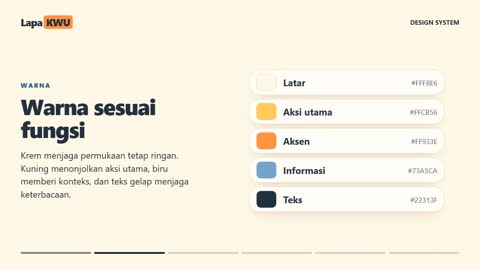 Lapa KWU
DESIGN SYSTEM
WARNA
Warna sesuai
fungsi
Krem menjaga permukaan tetap ringan.
Kuning menonjolkan aksi utama, biru
memberi konteks, dan teks gelap menjaga
keterbacaan.
Latar #FFF8E6
Aksi utama #FFCB56
Aksen #FF933E
Informasi #73A5CA
Teks #22313F